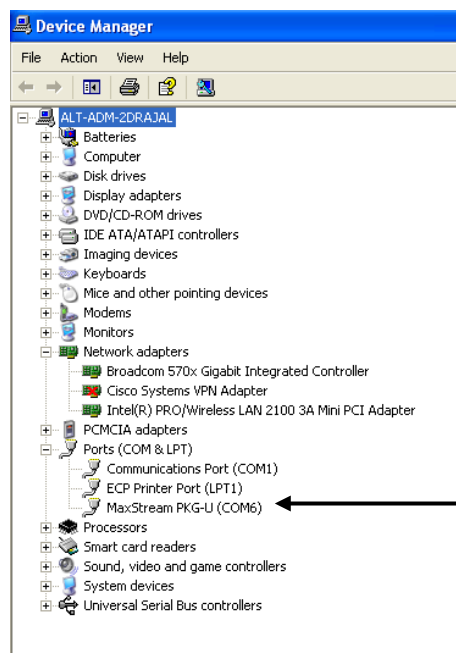 Device Manager
File Action View Help
ALT-ADM-2DRAJAL
Batteries
Computer
Disk drives
Display adapters
DVD/CD-ROM drives
IDE ATA/ATAPI controllers
Imaging devices
Keyboards
Mice and other pointing devices
Modems
Monitors
Network adapters
Broadcom 570x Gigabit Integrated Controller
Cisco Systems VPN Adapter
Intel(R) PRO/Wireless LAN 2100 3A Mini PCI Adapter
PCMCIA adapters
Ports (COM & LPT)
Communications Port (COM1)
ECP Printer Port (LPT1)
MaxStream PKG-U (COM6)
Processors
Smart card readers
Sound, video and game controllers
System devices
Universal Serial Bus controllers